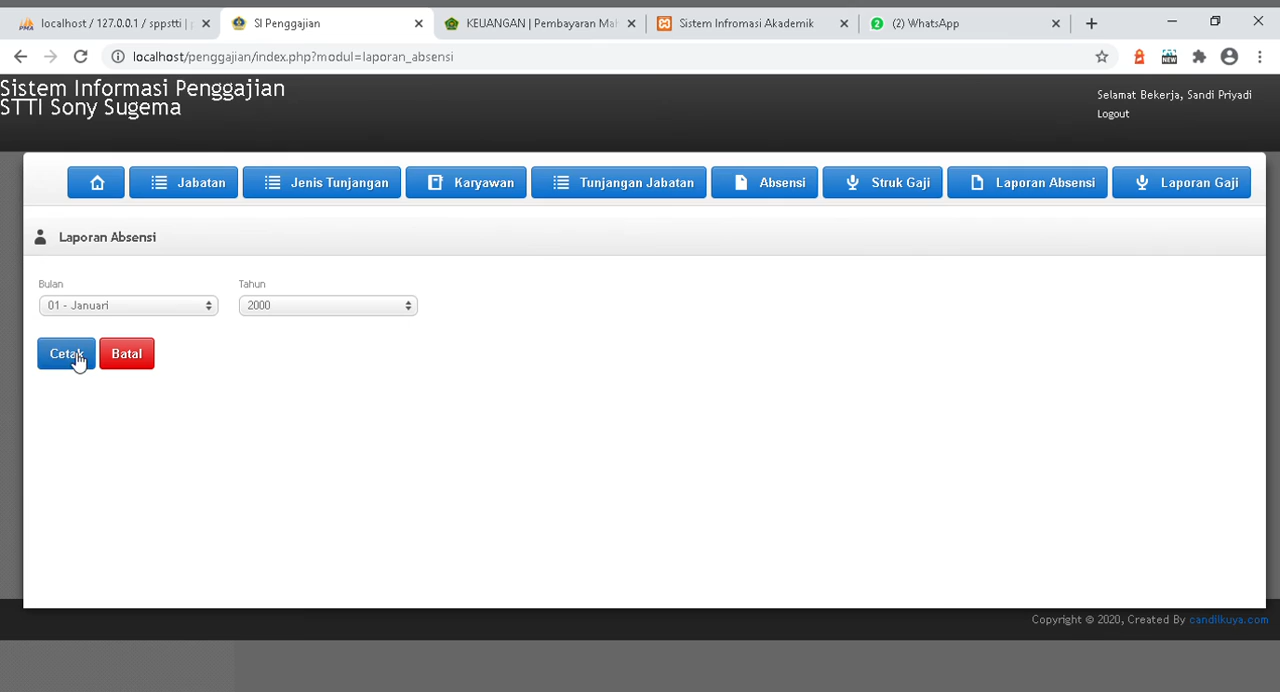 localhost / 127.0.0.1 / sppstti | p
SI Penggajian
KEUANGAN | Pembayaran Mah
Sistem Infromasi Akademik
(2) WhatsApp
localhost/penggajian/index.php?modul=laporan_absensi
Sistem Informasi Penggajian
STTI Sony Sugema
Selamat Bekerja, Sandi Priyadi
Logout
Jabatan
Jenis Tunjangan
Karyawan
Tunjangan Jabatan
Absensi
Struk Gaji
Laporan Absensi
Laporan Gaji
Laporan Absensi
Bulan
Tahun
01 - Januari
2000
Cetak
Batal
Copyright © 2020, Created By candilkuya.com